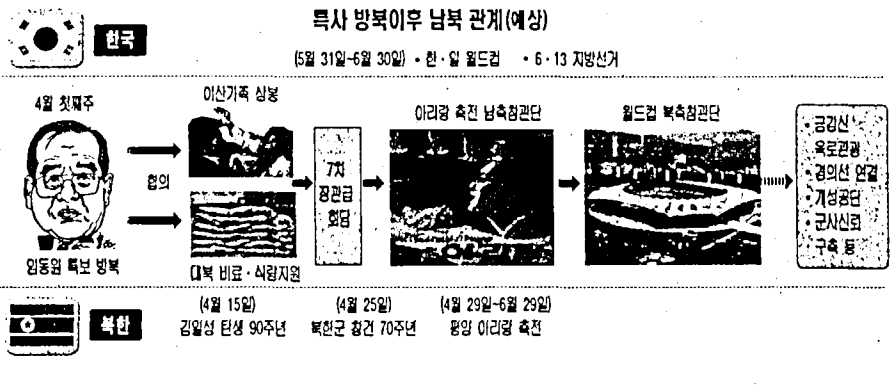 특사 방북이후 남북 관계(예상)
한국
(5월 31일~6월 30일) • 한·일 월드컵 • 6·13 지방선거
4월 첫째주
임동원 특보 방북
협의
이산가족 상봉
대북 비료·식량지원
7차
장관급
회담
아리랑 축전 남측참관단
월드컵 북측참관단
• 금강산
육로관광
• 경의선 연결
• 개성공단
• 군사신뢰
구축 등
북한
(4월 15일)
김일성 탄생 90주년
(4월 25일)
북한군 창건 70주년
(4월 29일~6월 29일)
평양 아리랑 축전